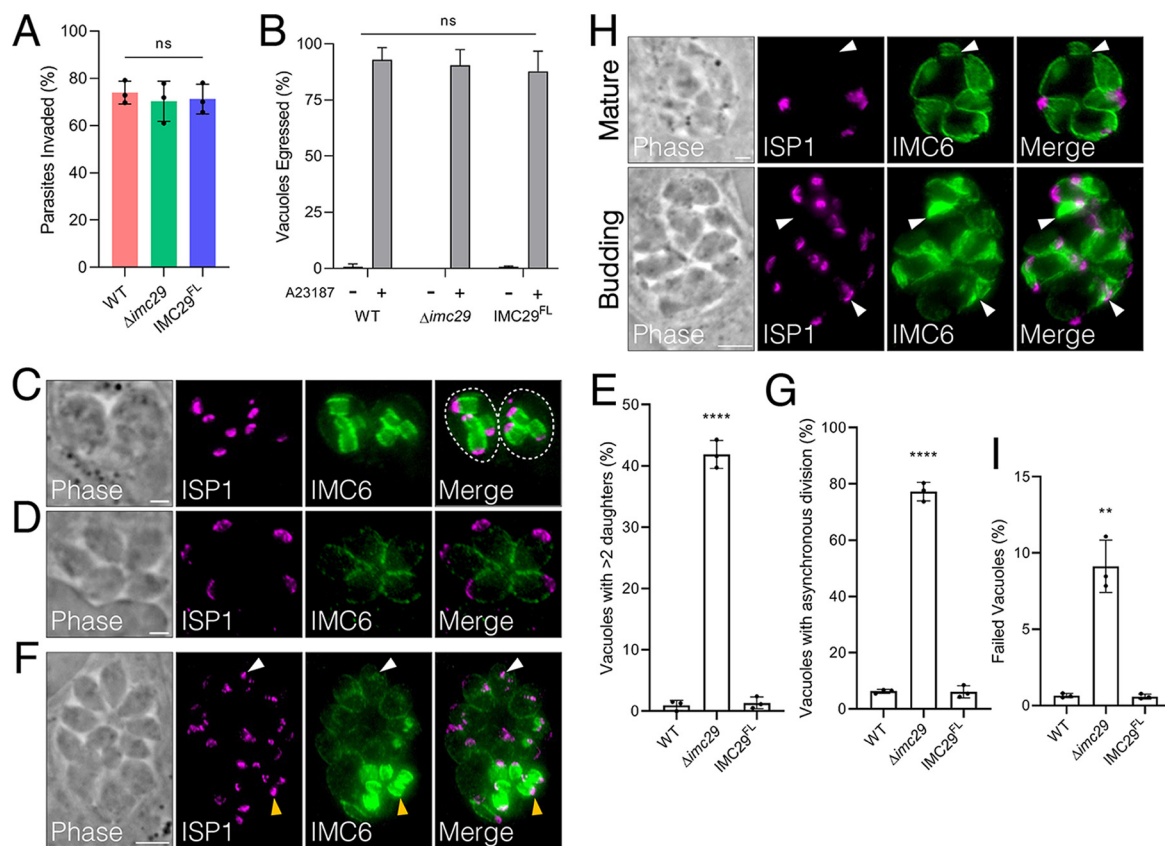 A
Parasites Invaded (%)
100
80
60
40
20
0
ns
WT
Δimc29
IMC29FL
B
Vacuoles Egressed (%)
100
75
50
25
0
ns
A23187
- + - + - +
WT Δimc29 IMC29FL
C
Phase ISP1 IMC6 Merge
D
Phase ISP1 IMC6 Merge
F
Phase ISP1 IMC6 Merge
H
Mature
Phase ISP1 IMC6 Merge
Budding
Phase ISP1 IMC6 Merge
E
Vacuoles with >2 daughters (%)
50
40
30
20
10
0
****
WT
Δimc29
IMC29FL
G
Vacuoles with asynchronous division (%)
100
80
60
40
20
0
****
WT
Δimc29
IMC29FL
I
Failed Vacuoles (%)
15
10
5
0
**
WT
Δimc29
IMC29FL